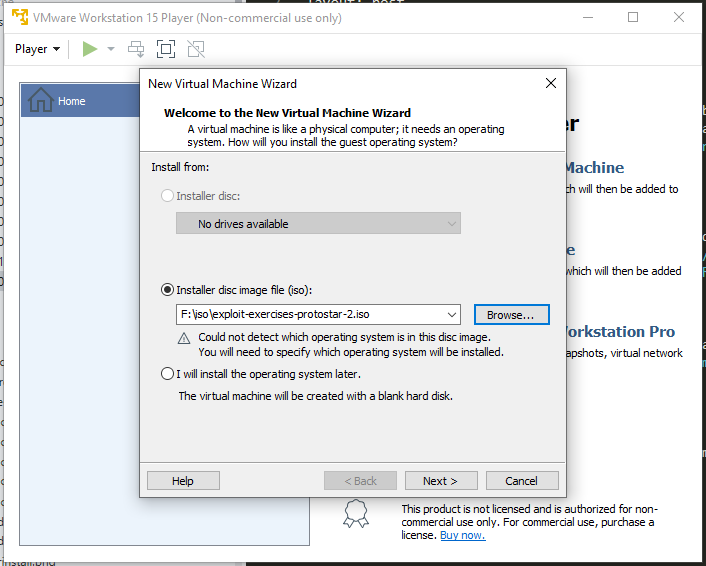 layout: post
VMware Workstation 15 Player (Non-commercial use only)
Player
Home
New Virtual Machine Wizard
Welcome to the New Virtual Machine Wizard
A virtual machine is like a physical computer; it needs an operating
system. How will you install the guest operating system?
Install from:
Installer disc:
No drives available
Installer disc image file (iso):
F:\iso\exploit-exercises-protostar-2.iso
Browse...
Could not detect which operating system is in this disc image.
You will need to specify which operating system will be installed.
I will install the operating system later.
The virtual machine will be created with a blank hard disk.
Help
< Back
Next >
Cancel
er
Machine
ch will then be added to
e
which will then be added
orkstation Pro
apshots, virtual network
This product is not licensed and is authorized for non-
commercial use only. For commercial use, purchase a
license. Buy now.